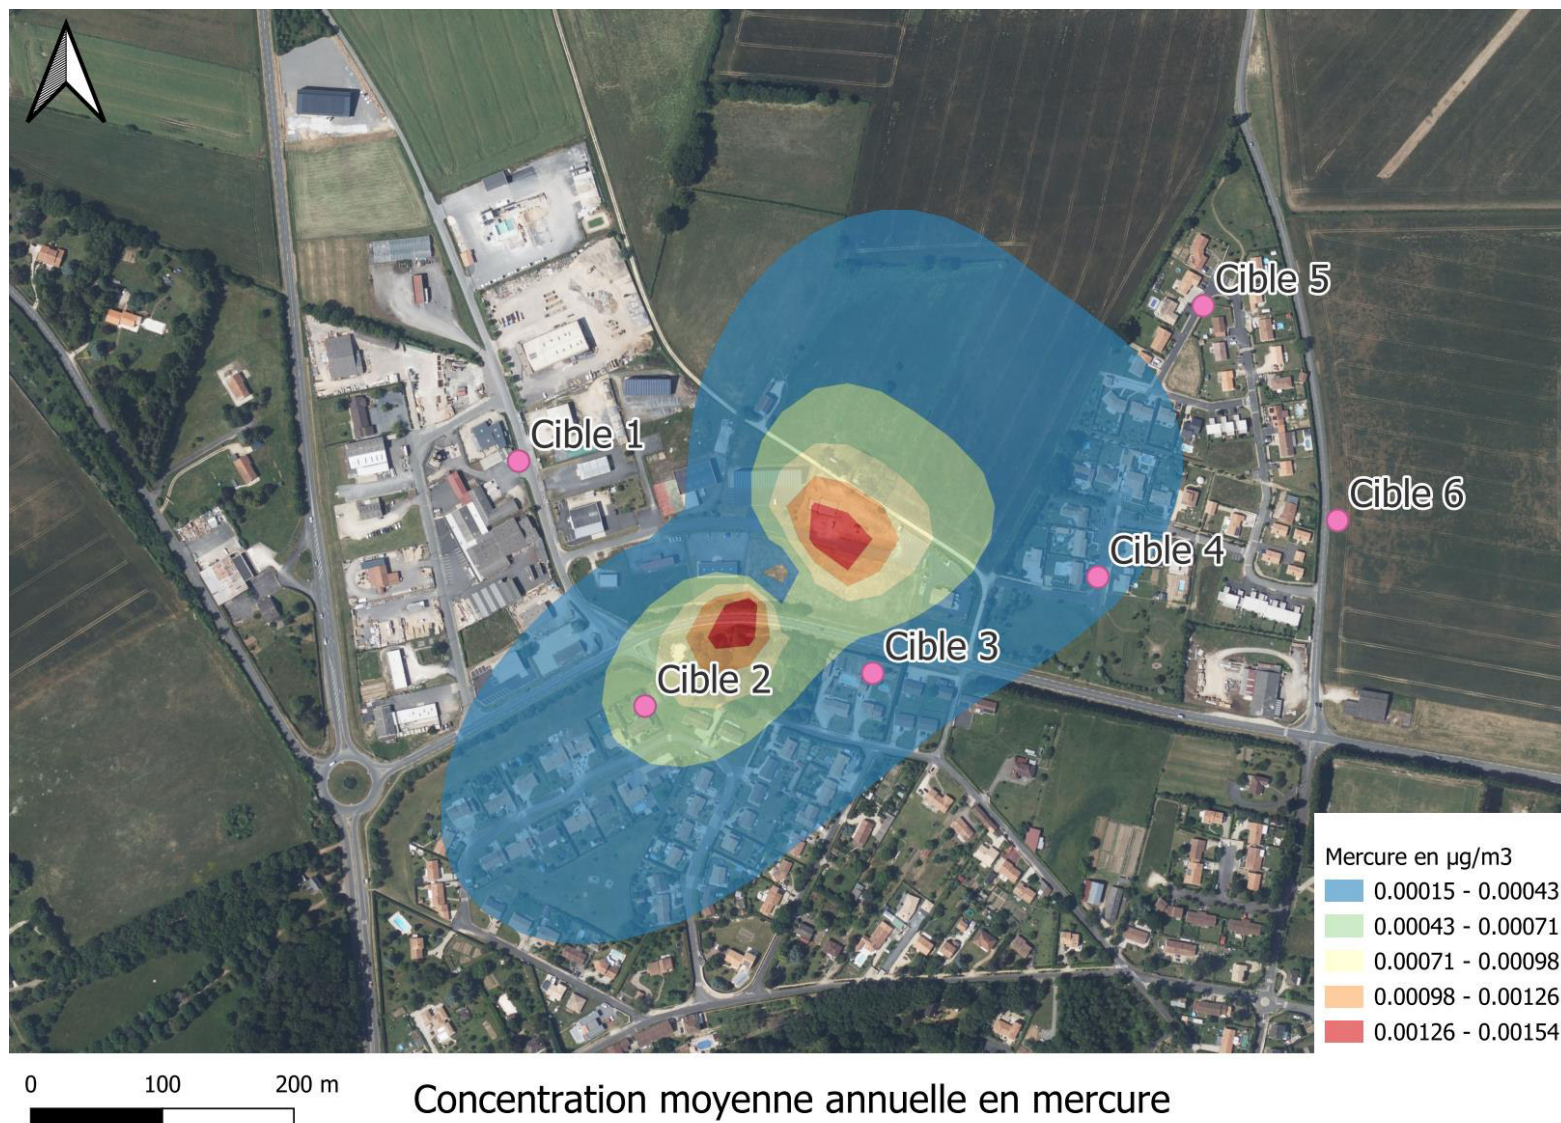 Cible 5
Cible 1
Cible 6
Cible 4
Cible 3
Cible 2
Mercure en µg/m3
0.00015 - 0.00043
0.00043 - 0.00071
0.00071 - 0.00098
0.00098 - 0.00126
0.00126 - 0.00154
0 100 200 m
Concentration moyenne annuelle en mercure